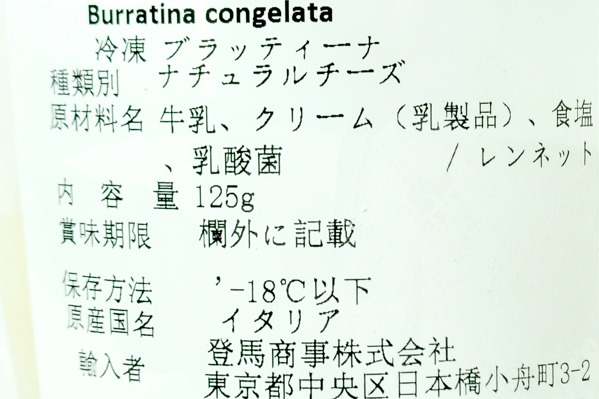 Burratina congelata
冷凍 ブラッティーナ
種類別 ナチュラルチーズ
原材料名 牛乳、クリーム（乳製品）、食塩
、乳酸菌 / レンネット
内容量 125g
賞味期限 欄外に記載
保存方法 '-18℃以下
原産国名 イタリア
輸入者 登馬商事株式会社
東京都中央区日本橋小舟町3-2